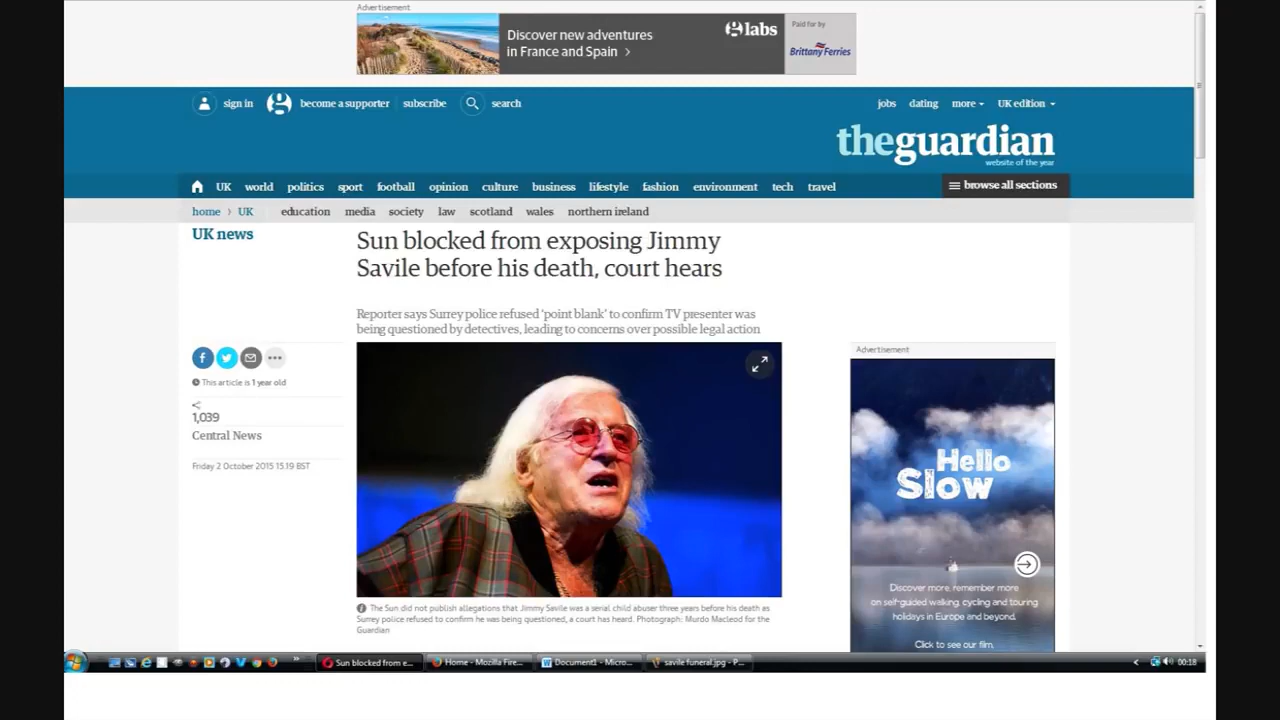 Advertisement
Discover new adventures
in France and Spain >
glabs
Paid for by
Brittany Ferries
sign in
become a supporter
subscribe
search
jobs
dating
more
UK edition
theguardian
website of the year
UK
world
politics
sport
football
opinion
culture
business
lifestyle
fashion
environment
tech
travel
browse all sections
home > UK
education
media
society
law
scotland
wales
northern ireland
UK news
Sun blocked from exposing Jimmy
Savile before his death, court hears
Reporter says Surrey police refused ‘point blank’ to confirm TV presenter was
being questioned by detectives, leading to concerns over possible legal action
This article is 1 year old
1,039
Central News
Friday 2 October 2015 15.19 BST
The Sun did not publish allegations that Jimmy Savile was a serial child abuser three years before his death as
Surrey police refused to confirm he was being questioned, a court has heard. Photograph: Murdo Macleod for the
Guardian
Advertisement
Hello
Slow
Discover more, remember more
on self-guided walking, cycling and touring
holidays in Europe and beyond.
Click to see our film.
Sun blocked from e...
Home - Mozilla Fire...
Document1 - Micro...
savile funeral.jpg - P...
00:18